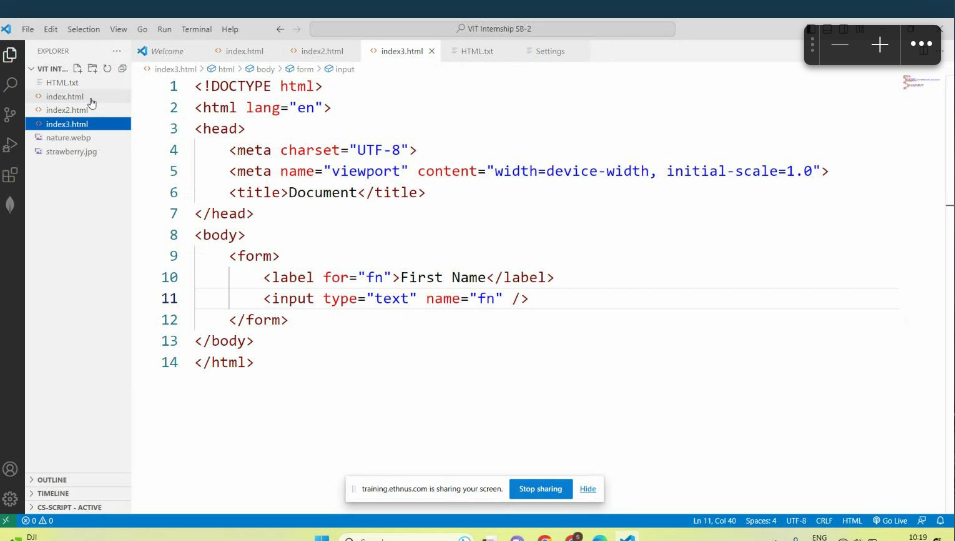 File Edit Selection View Go Run Terminal Help
VIT Internship SB-2
EXPLORER
VIT INT...
HTML.txt
index.html
index2.html
index3.html
nature.webp
strawberry.jpg
OUTLINE
TIMELINE
CS-SCRIPT - ACTIVE
Welcome index.html index2.html index3.html HTML.txt Settings
index3.html > html > body > form > input
1 <!DOCTYPE html>
2 <html lang="en">
3 <head>
4 <meta charset="UTF-8">
5 <meta name="viewport" content="width=device-width, initial-scale=1.0">
6 <title>Document</title>
7 </head>
8 <body>
9 <form>
10 <label for="fn">First Name</label>
11 <input type="text" name="fn" />
12 </form>
13 </body>
14 </html>
training.ethnus.com is sharing your screen. Stop sharing Hide
0 0 Ln 11, Col 40 Spaces: 4 UTF-8 CRLF HTML Go Live
DJI ENG 10:19